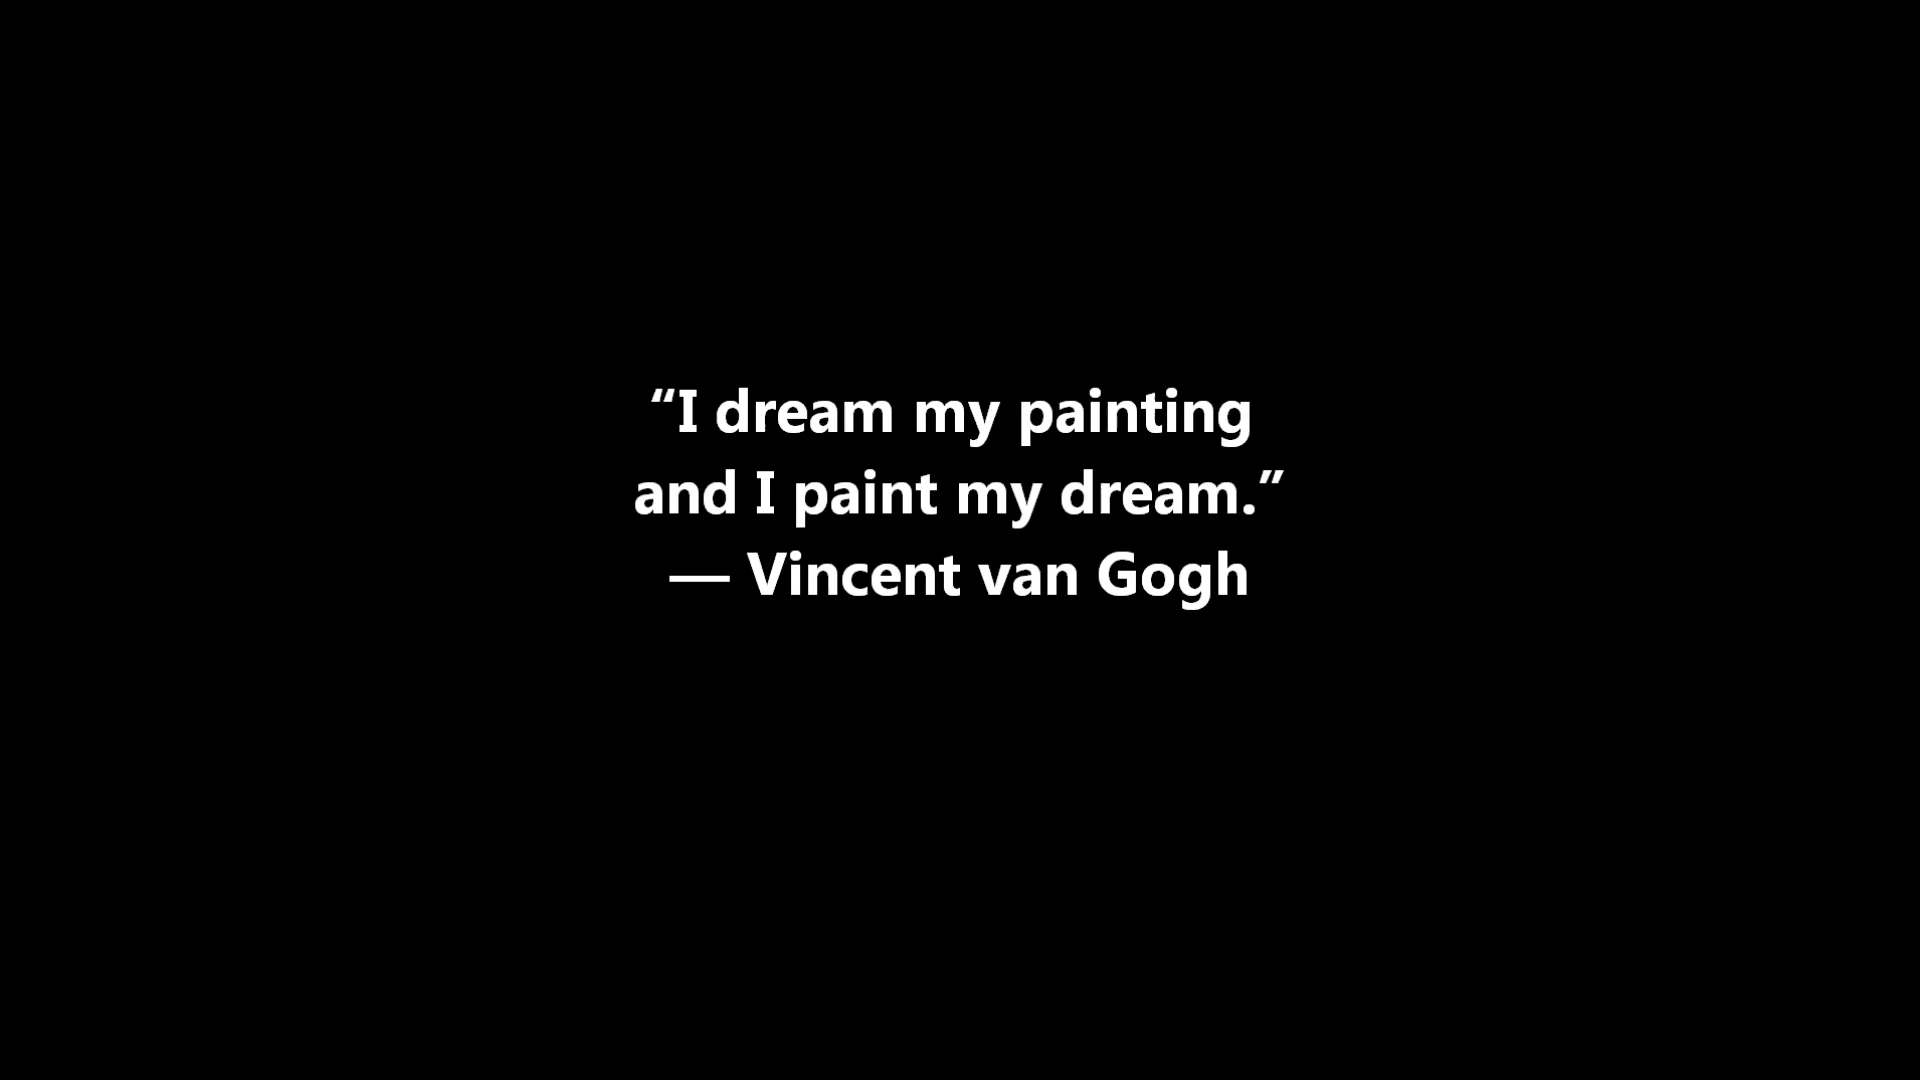 “I dream my painting
and I paint my dream.”
— Vincent van Gogh